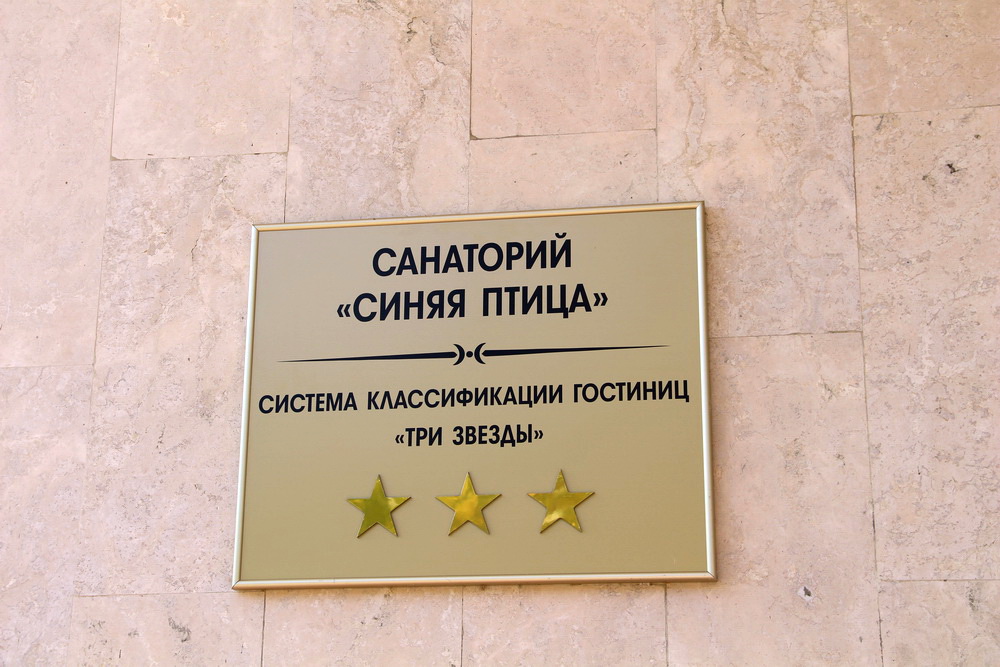 САНАТОРИЙ
«СИНЯЯ ПТИЦА»
СИСТЕМА КЛАССИФИКАЦИИ ГОСТИНИЦ
«ТРИ ЗВЕЗДЫ»